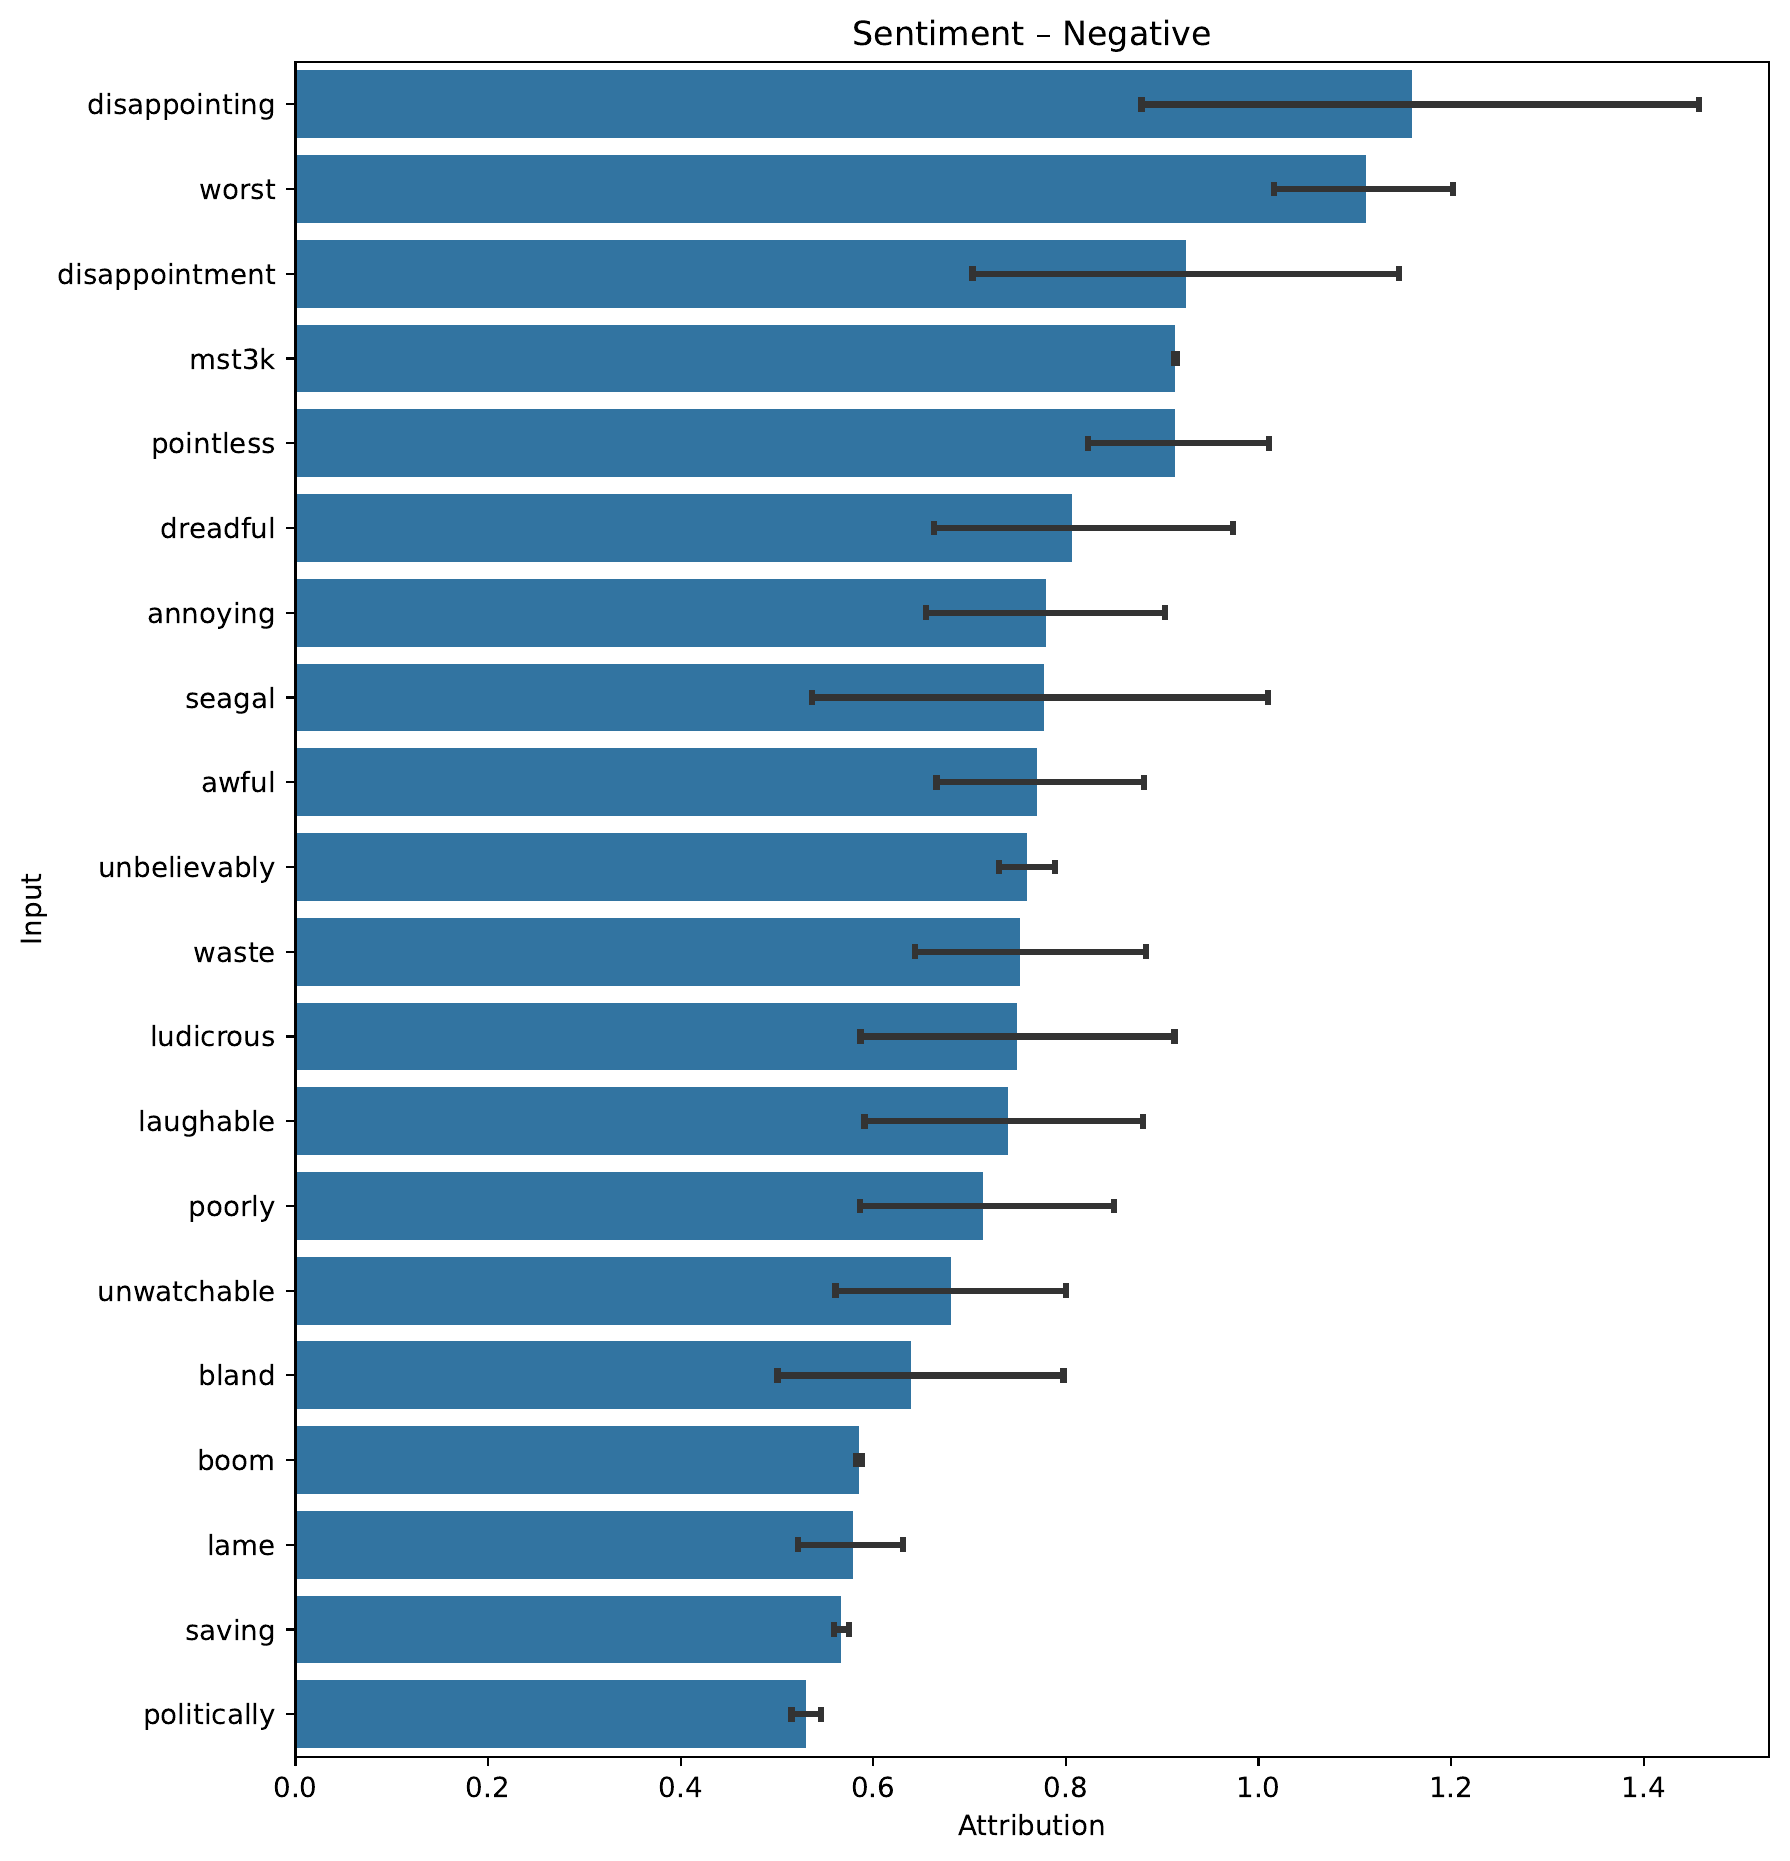 Sentiment – Negative
disappointing
worst
disappointment
mst3k
pointless
dreadful
annoying
seagal
awful
unbelievably
waste
ludicrous
laughable
poorly
unwatchable
bland
boom
lame
saving
politically
Input
0.0 0.2 0.4 0.6 0.8 1.0 1.2 1.4
Attribution